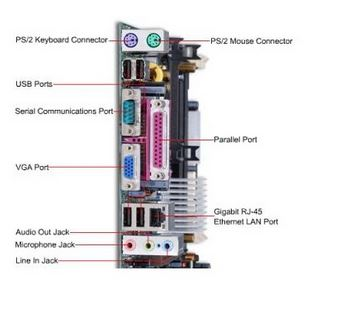 PS/2 Keyboard Connector
PS/2 Mouse Connector
USB Ports
Serial Communications Port
Parallel Port
VGA Port
Gigabit RJ-45
Ethernet LAN Port
Audio Out Jack
Microphone Jack
Line In Jack